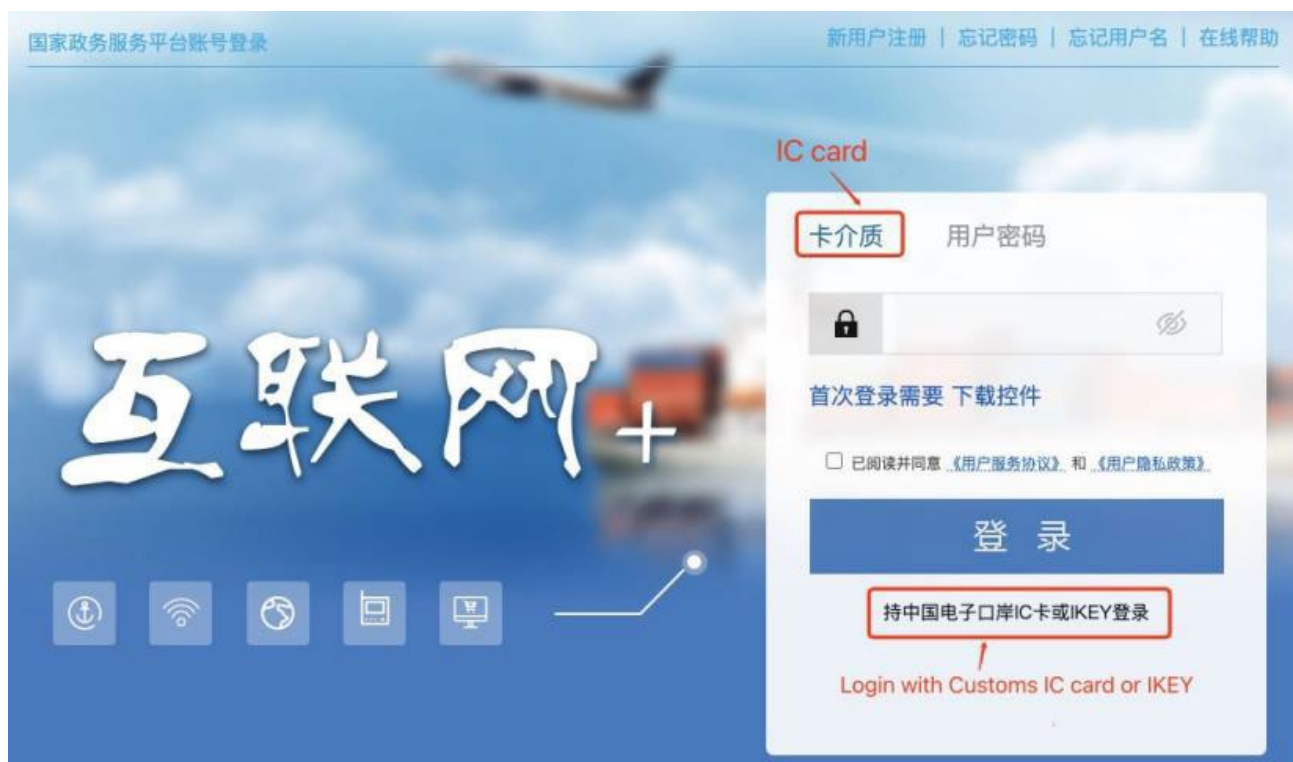 国家政务服务平台账号登录
新用户注册 | 忘记密码 | 忘记用户名 | 在线帮助
IC card
卡介质 用户密码
互联网+
首次登录需要 下载控件
已阅读并同意 《用户服务协议》 和 《用户隐私政策》
登 录
持中国电子口岸IC卡或IKEY登录
Login with Customs IC card or IKEY